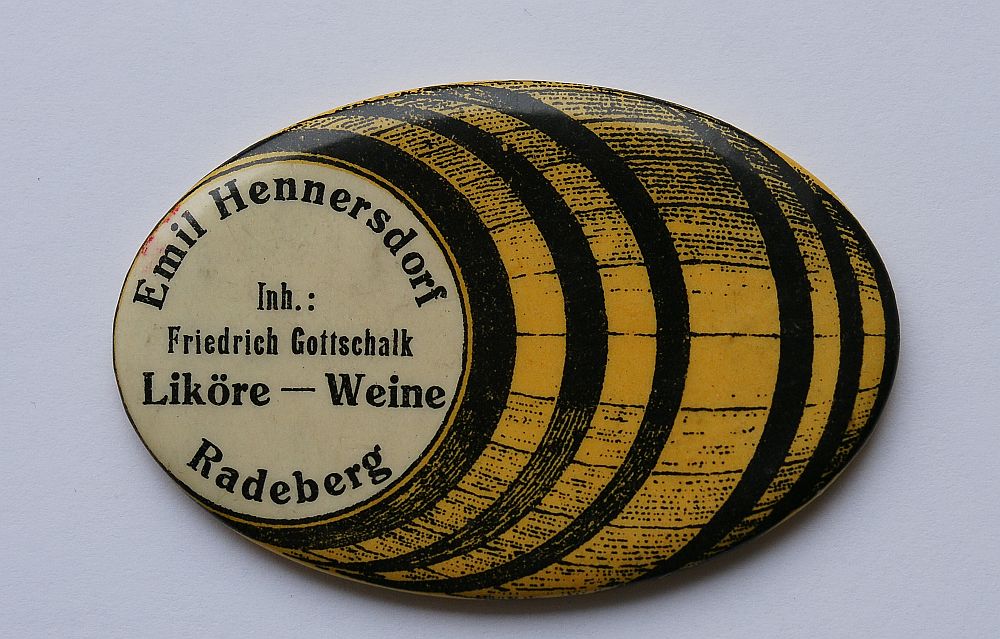 Emil Hennersdorf
Inh.:
Friedrich Gottschalk
Liköre — Weine
Radeberg